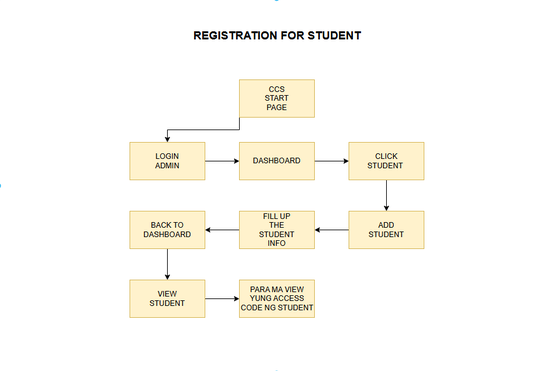 REGISTRATION FOR STUDENT
CCS
START
PAGE
LOGIN
ADMIN
DASHBOARD
CLICK
STUDENT
BACK TO
DASHBOARD
FILL UP
THE
STUDENT
INFO
ADD
STUDENT
VIEW
STUDENT
PARA MA VIEW
YUNG ACCESS
CODE NG STUDENT